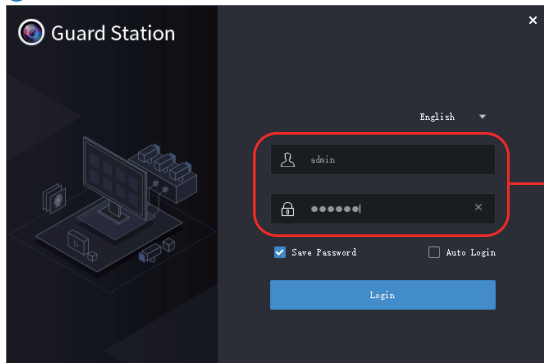 Guard Station
English
admin
●●●●●●
Save Password
Auto Login
Login